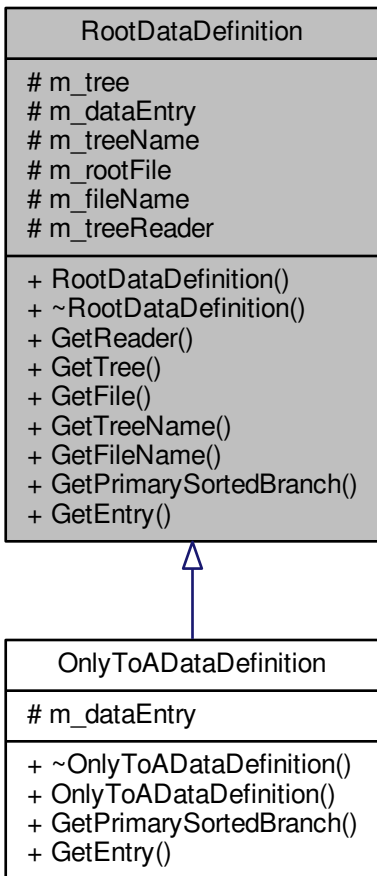 RootDataDefinition
# m_tree
# m_dataEntry
# m_treeName
# m_rootFile
# m_fileName
# m_treeReader
+ RootDataDefinition()
+ ~RootDataDefinition()
+ GetReader()
+ GetTree()
+ GetFile()
+ GetTreeName()
+ GetFileName()
+ GetPrimarySortedBranch()
+ GetEntry()
OnlyToADataDefinition
# m_dataEntry
+ ~OnlyToADataDefinition()
+ OnlyToADataDefinition()
+ GetPrimarySortedBranch()
+ GetEntry()